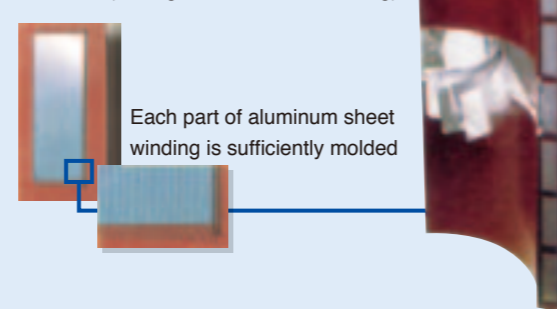 Each part of aluminum sheet
winding is sufficiently molded